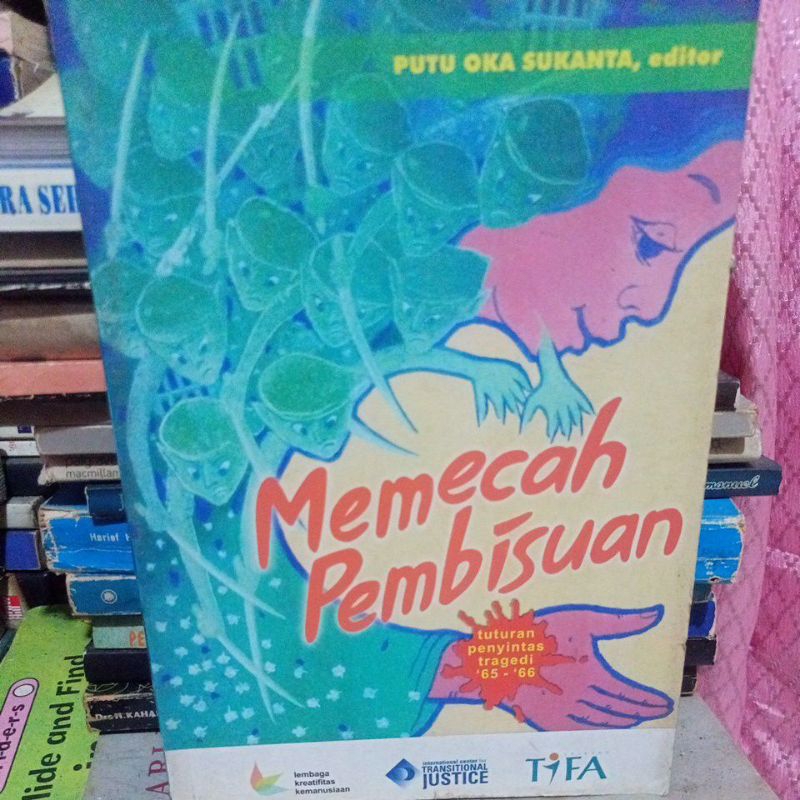 PUTU OKA SUKANTA, editor
Memecah
Pembisuan
tuturan
penyintas
tragedi
'65 - '66
lembaga
kreatifitas
kemanusiaan
international center for
TRANSITIONAL
JUSTICE
TiFA
RA SE
macmillan
Harief
lide and Find
manuel